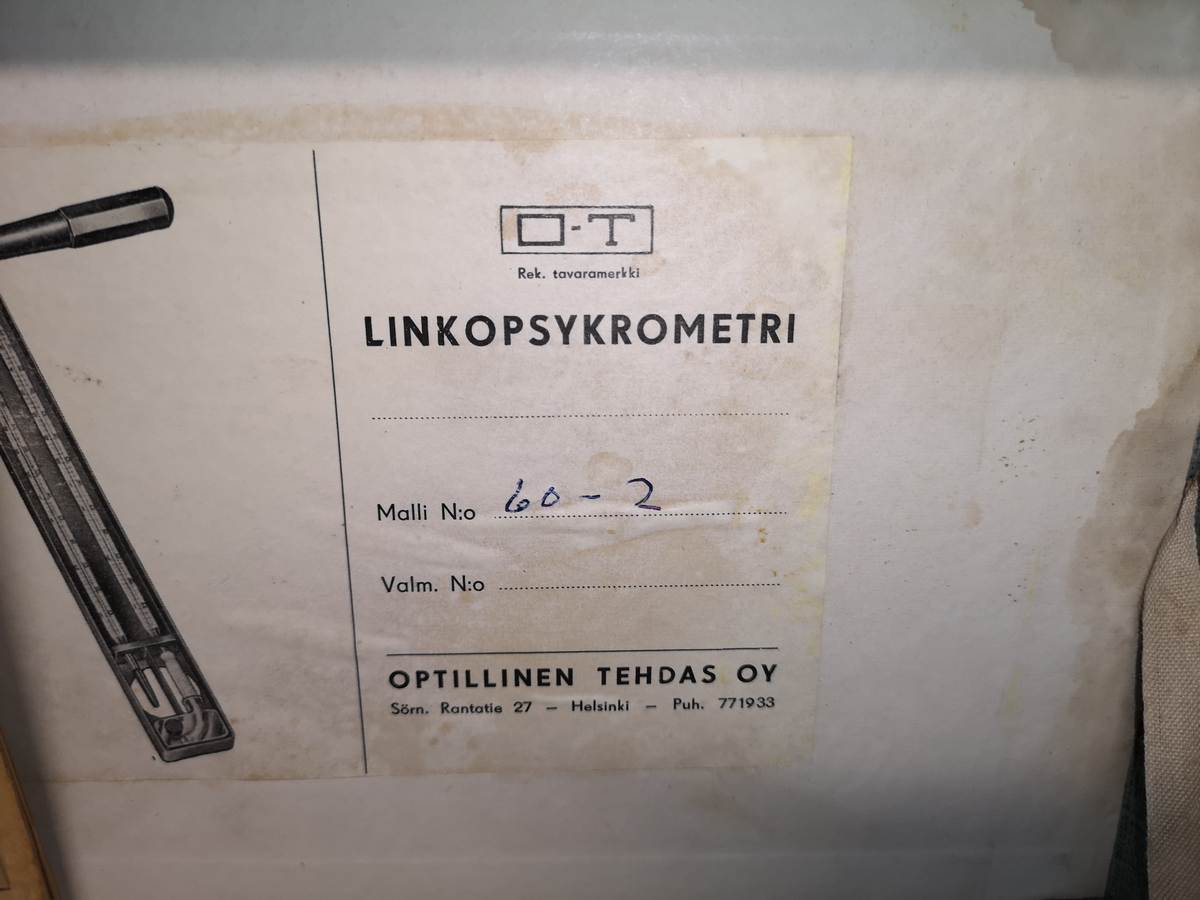 O-T
Rek. tavaramerkki
LINKOPSYKROMETRI
Malli N:o 60-2
Valm. N:o
OPTILLINEN TEHDAS OY
Sörn. Rantatie 27 — Helsinki — Puh. 771933